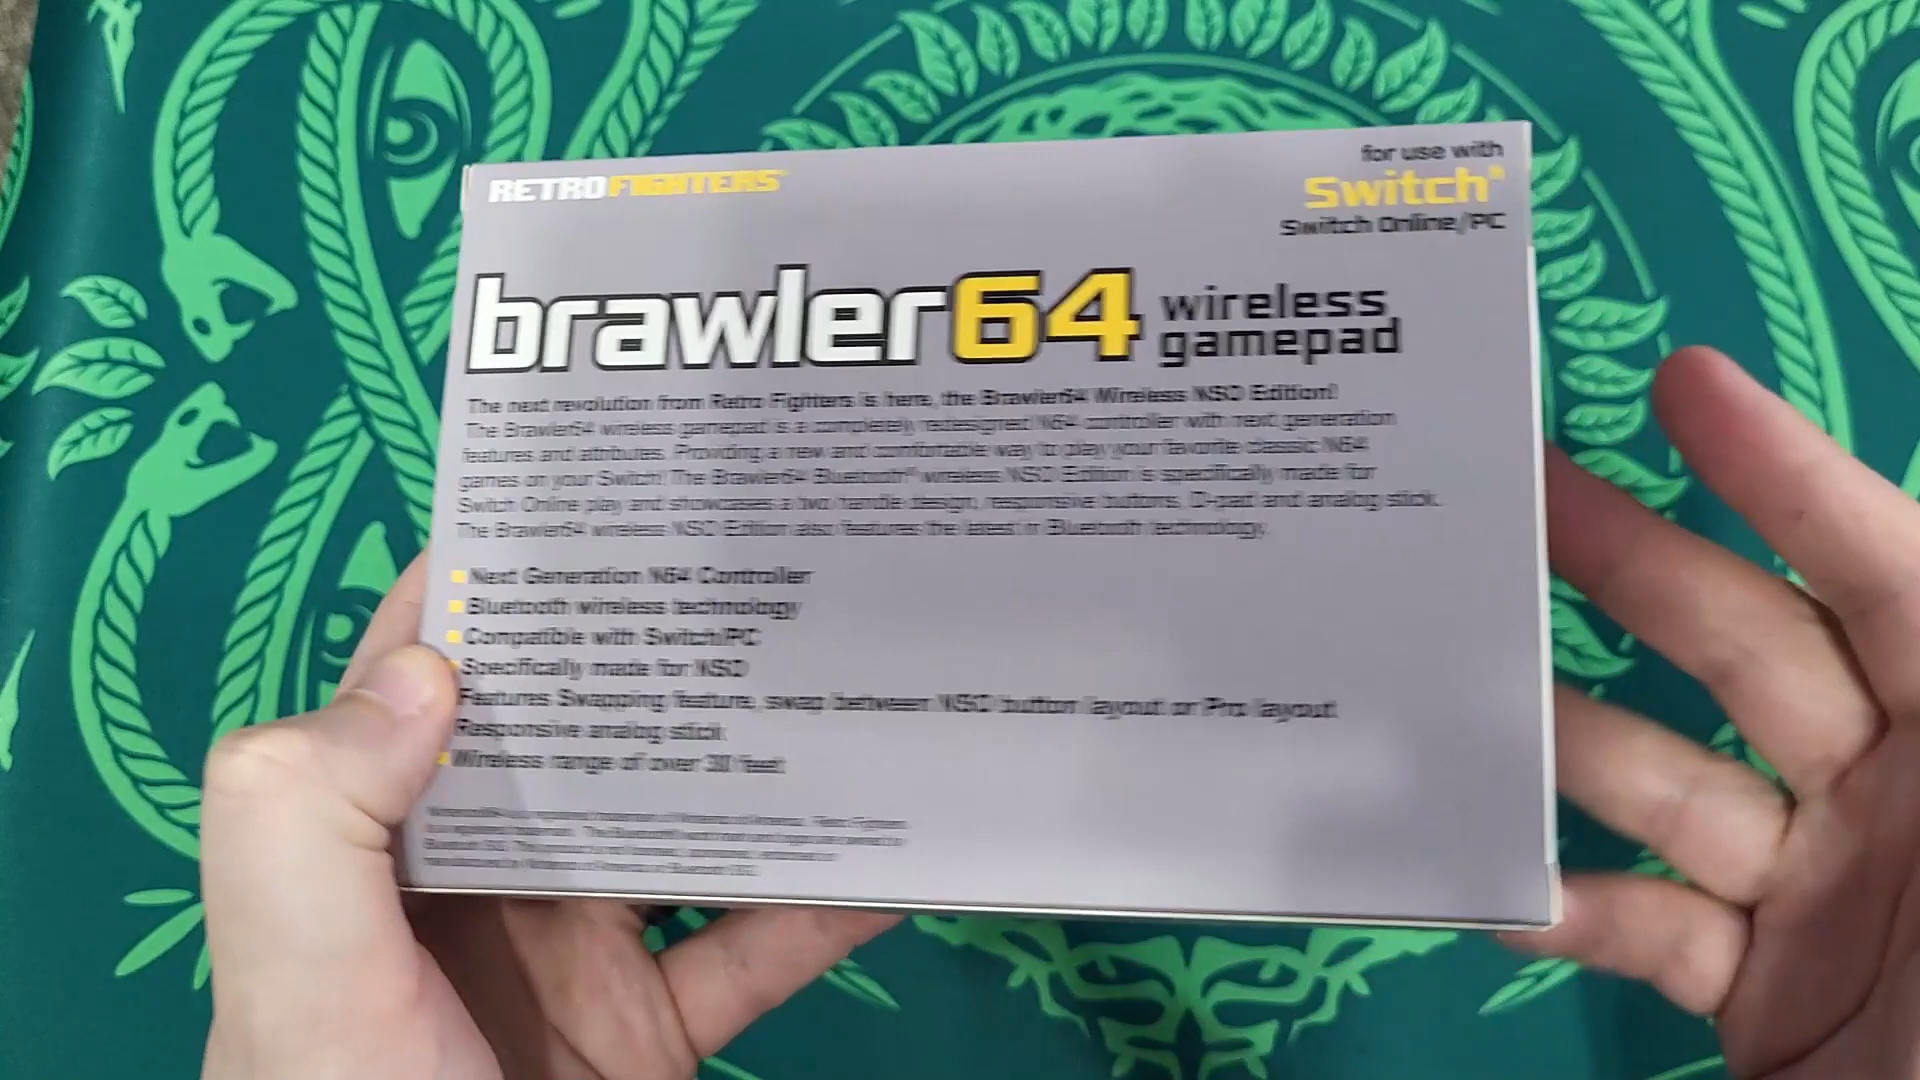 RETROFIGHTERS
for use with
Switch®
Switch Online/PC
brawler64 wireless gamepad
The next revolution from Retro Fighters is here, the Brawler64 Wireless NSO Edition!
The Brawler64 wireless gamepad is a completely redesigned N64 controller with next generation
features and attributes. Providing a new and comfortable way to play your favorite classic N64
games on your Switch! The Brawler64 Bluetooth® wireless NSO Edition is specifically made for
Switch Online play and showcases a two handle design, responsive buttons, D-pad and analog stick.
The Brawler64 wireless NSO Edition also features the latest in Bluetooth technology.
Next Generation N64 Controller
Bluetooth wireless technology
Compatible with Switch/PC
Specifically made for NSO
Features Swapping feature, swap between NSO button layout or Pro layout
Responsive analog stick
Wireless range of over 30 feet